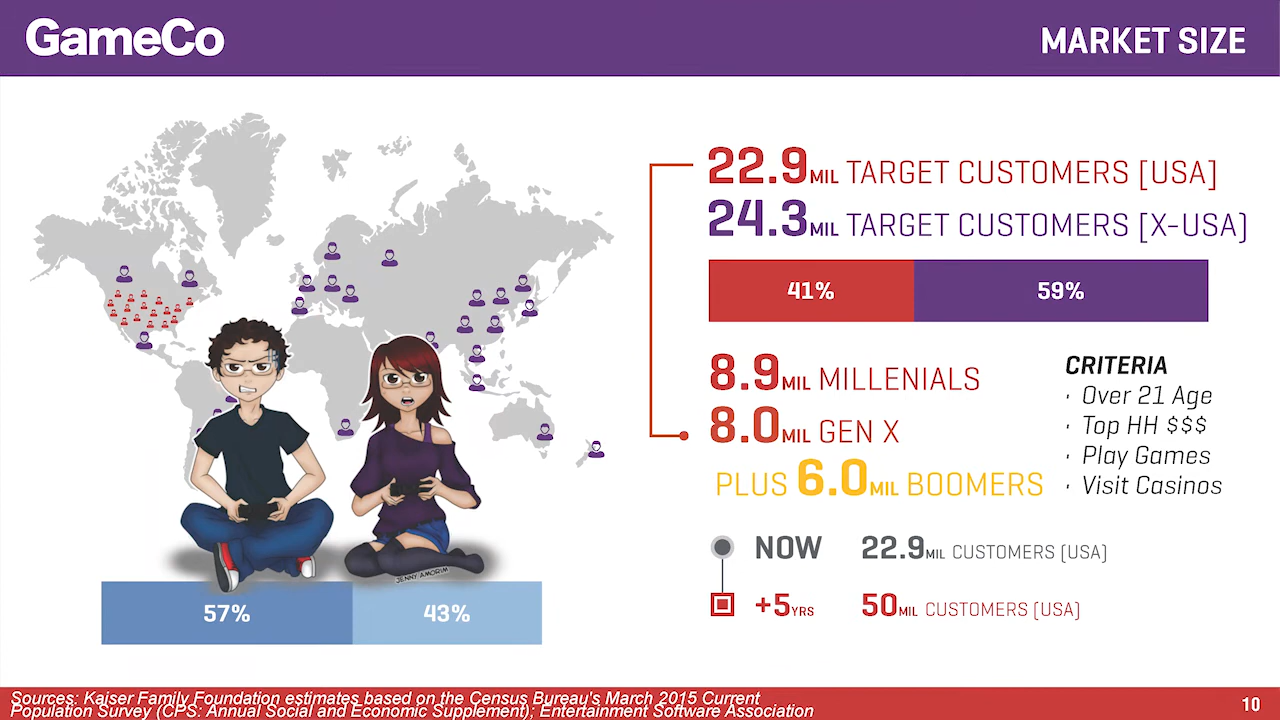 GameCo
MARKET SIZE
22.9MIL TARGET CUSTOMERS [USA]
24.3MIL TARGET CUSTOMERS [X-USA]
41%
59%
8.9MIL MILLENIALS
8.0MIL GEN X
PLUS 6.0MIL BOOMERS
CRITERIA
· Over 21 Age
· Top HH $$$
· Play Games
· Visit Casinos
NOW 22.9MIL CUSTOMERS (USA)
+5YRS 50MIL CUSTOMERS (USA)
JENNY AMORIM
57%
43%
Sources: Kaiser Family Foundation estimates based on the Census Bureau's March 2015 Current
Population Survey (CPS: Annual Social and Economic Supplement); Entertainment Software Association
10